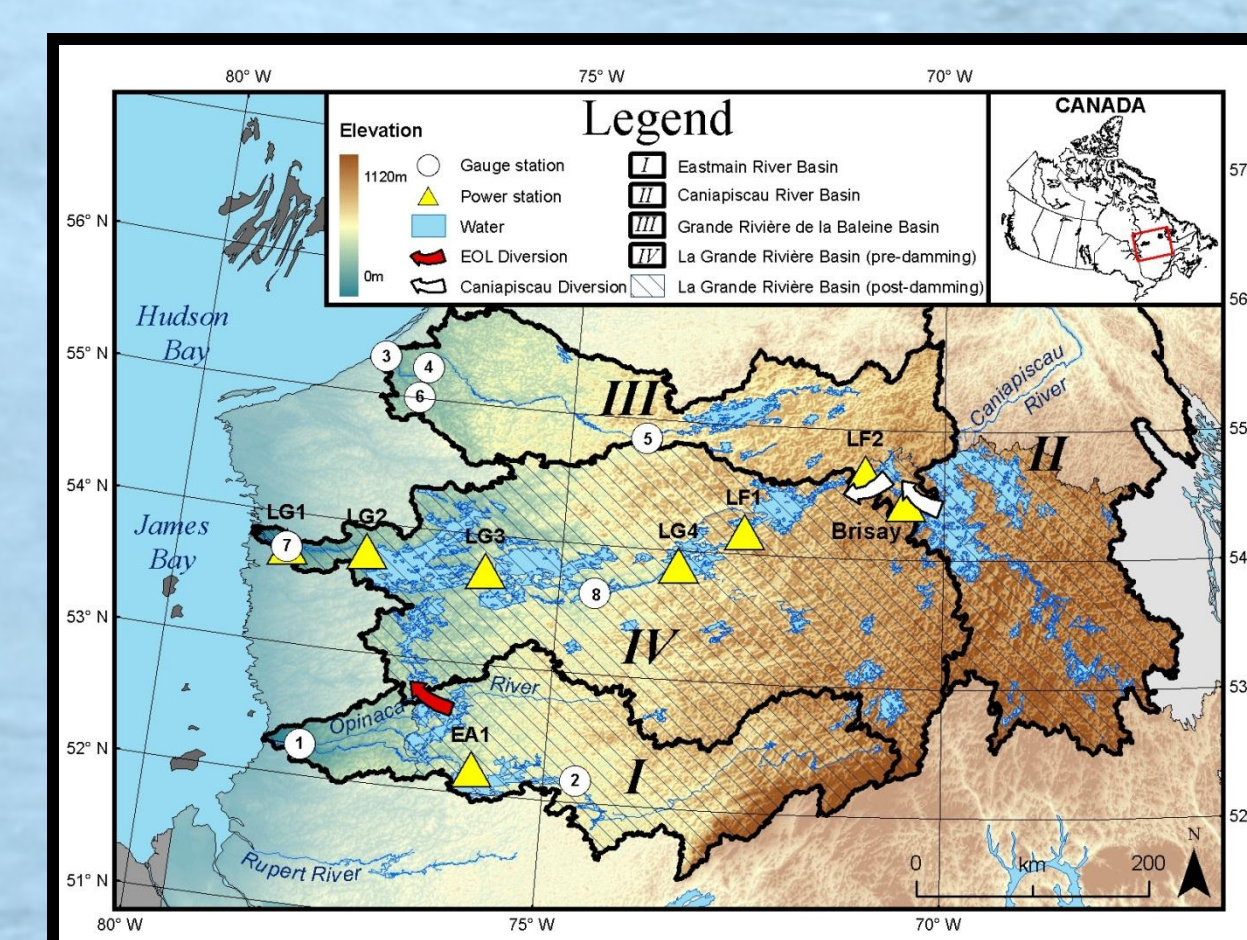 80° W
75° W
70° W
Legend
CANADA
Elevation
1120m
0m
Gauge station
Power station
Water
EOL Diversion
Caniapiscau Diversion
I Eastmain River Basin
II Caniapiscau River Basin
III Grande Rivière de la Baleine Basin
IV La Grande Rivière Basin (pre-damming)
La Grande Rivière Basin (post-damming)
57
56° N
56
Hudson
Bay
55° N
3
4
6
III
5
Caniapiscau
River
55
LF2
II
54° N
LG1
LG2
LG3
LF1
LG4
Brisay
James
Bay
7
8
53° N
IV
53
Opinaca
River
52° N
1
EA1
2
I
52
Rupert River
51° N
0
km
200
N
80° W
75° W
70° W